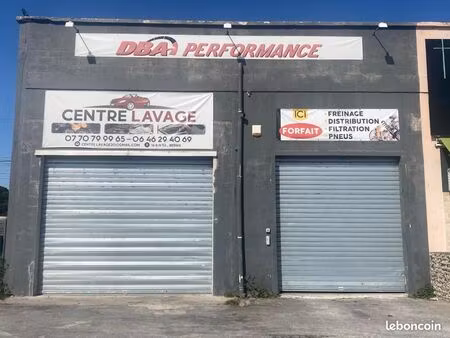 DBA PERFORMANCE
CENTRE LAVAGE
07 70 79 99 65 - 06 46 29 40 69
ICI
FORFAIT
- FREINAGE
- DISTRIBUTION
- FILTRATION
- PNEUS
leboncoin